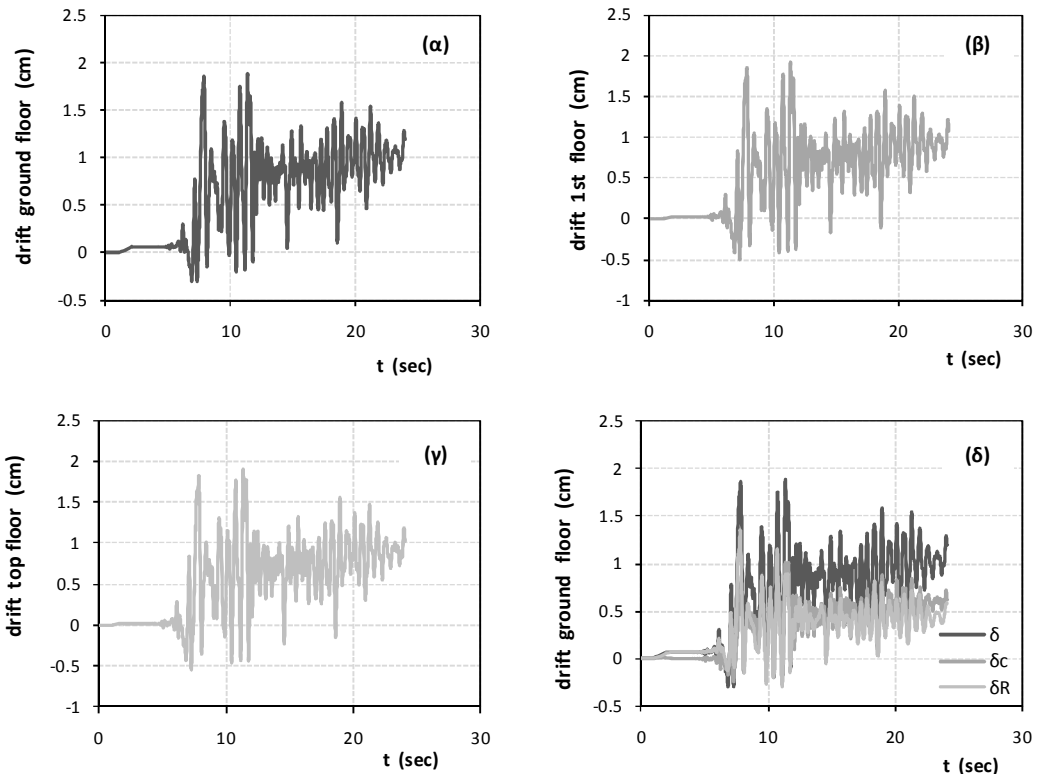 2.5
2
1.5
1
0.5
0
-0.5
drift ground floor (cm)
(α)
0 10 20 30
t (sec)
2.5
2
1.5
1
0.5
0
-0.5
-1
drift 1st floor (cm)
(β)
0 10 20 30
t (sec)
2.5
2
1.5
1
0.5
0
-0.5
-1
drift top floor (cm)
(γ)
0 10 20 30
t (sec)
2.5
2
1.5
1
0.5
0
-0.5
drift ground floor (cm)
(δ)
δ
δc
δR
0 10 20 30
t (sec)